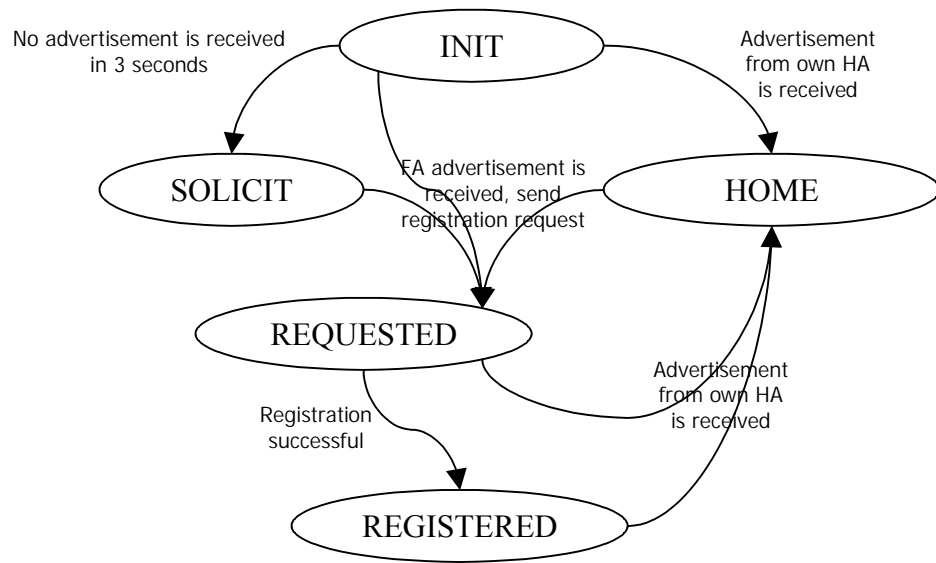 INIT
No advertisement is received
in 3 seconds
Advertisement
from own HA
is received
SOLICIT
FA advertisement is
received, send
registration request
HOME
REQUESTED
Advertisement
from own HA
is received
Registration
successful
REGISTERED